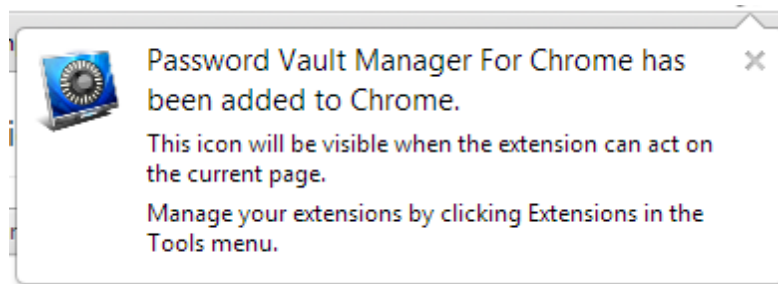 Password Vault Manager For Chrome has
been added to Chrome.
This icon will be visible when the extension can act on
the current page.
Manage your extensions by clicking Extensions in the
Tools menu.